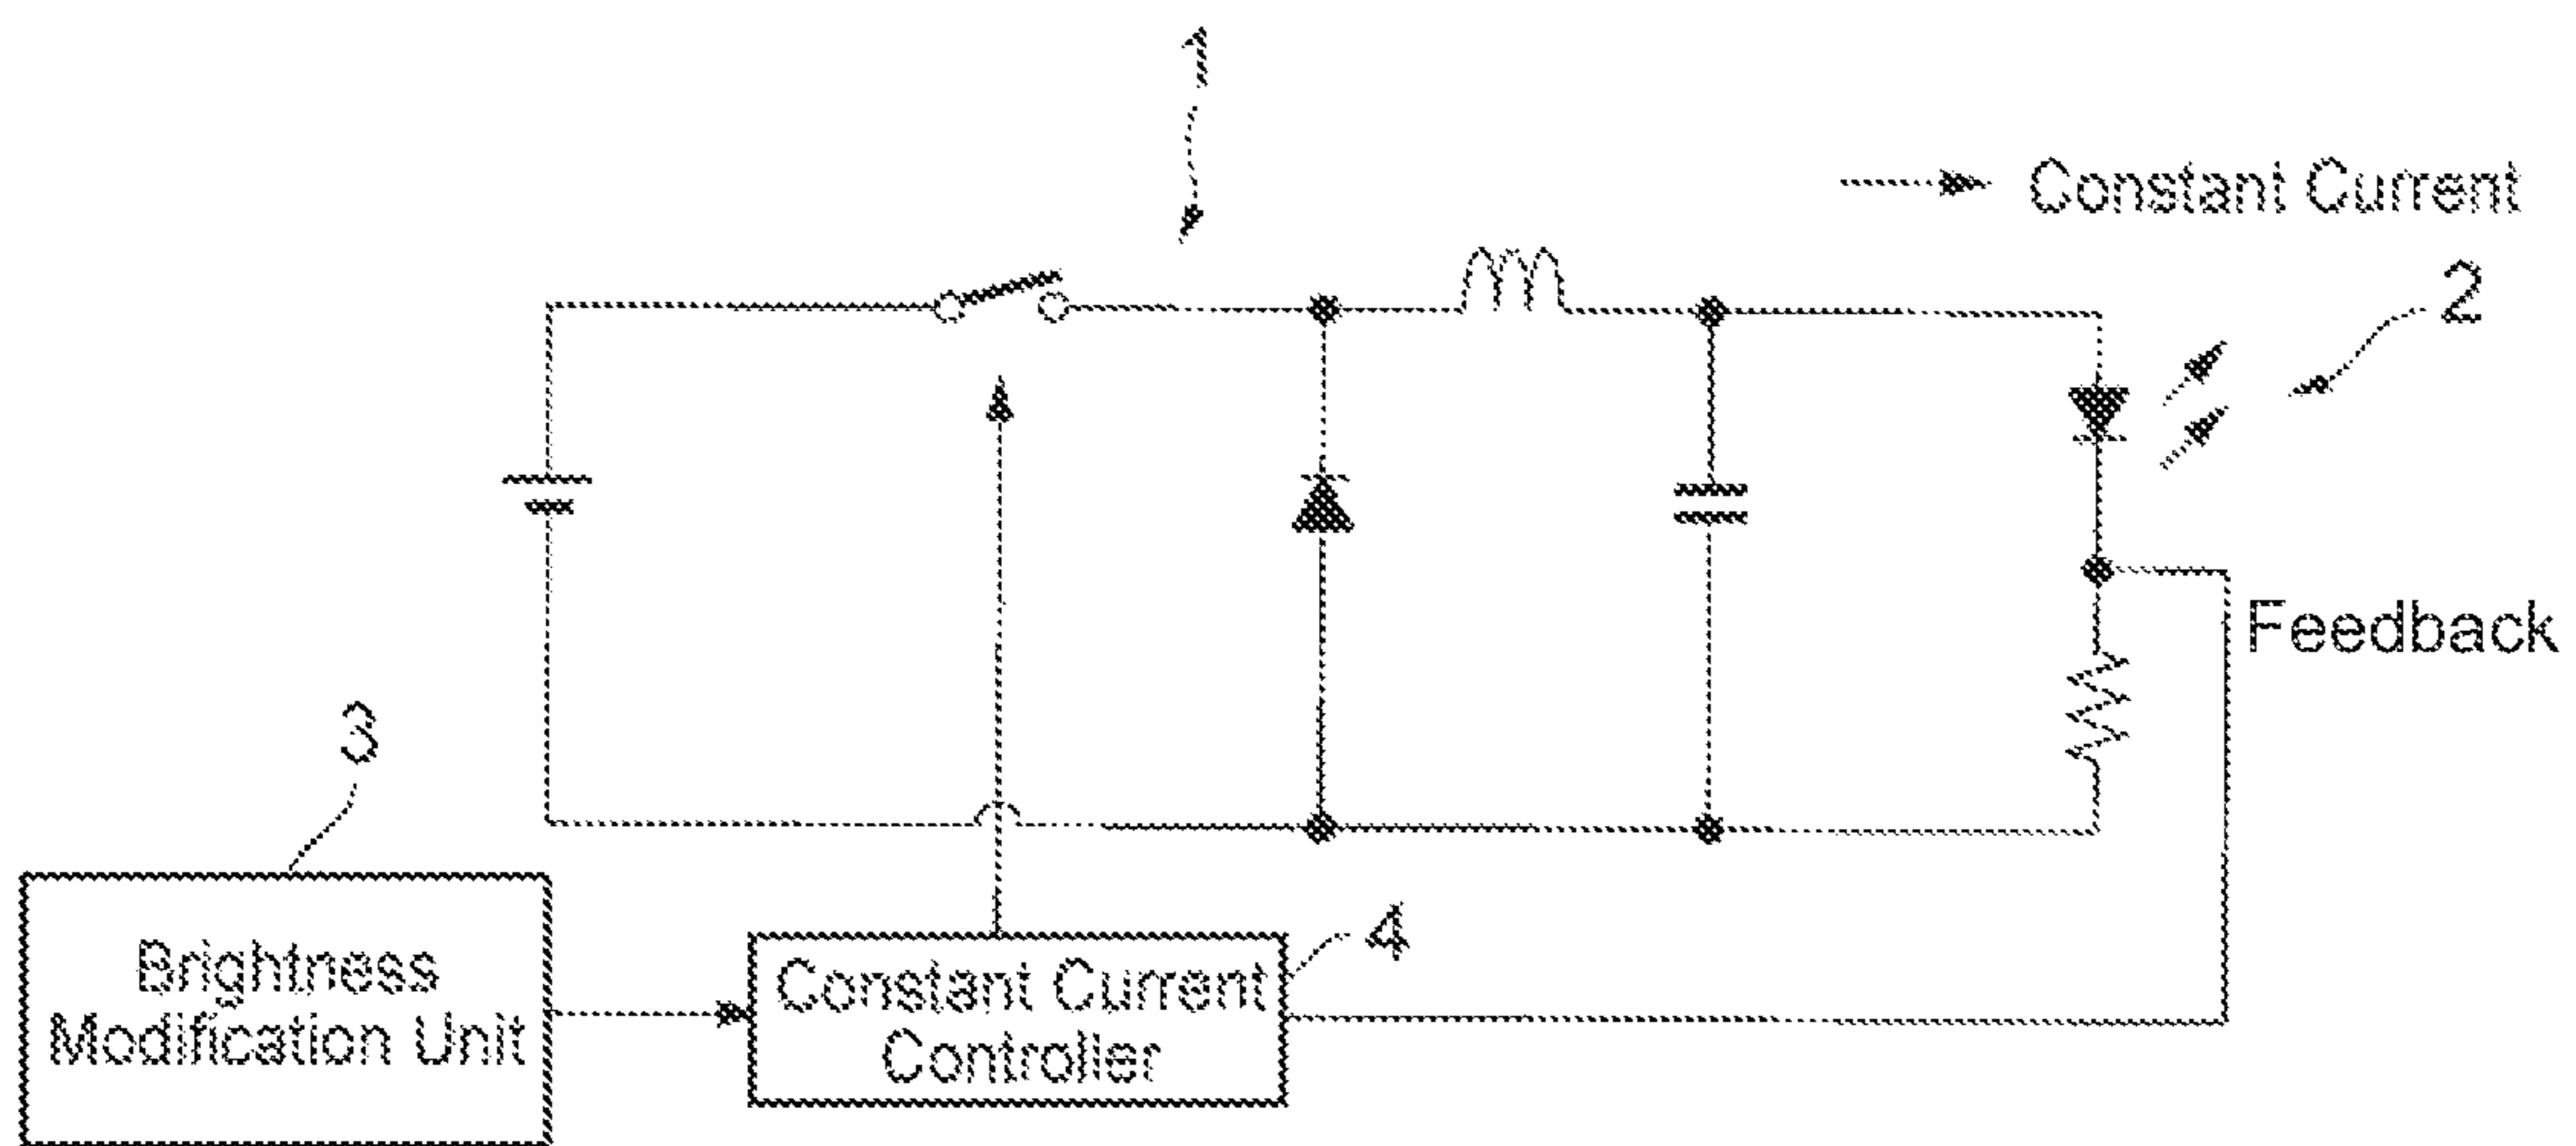 1
Constant Current
2
Feedback
3
4
Brightness
Modification Unit
Constant Current
Controller